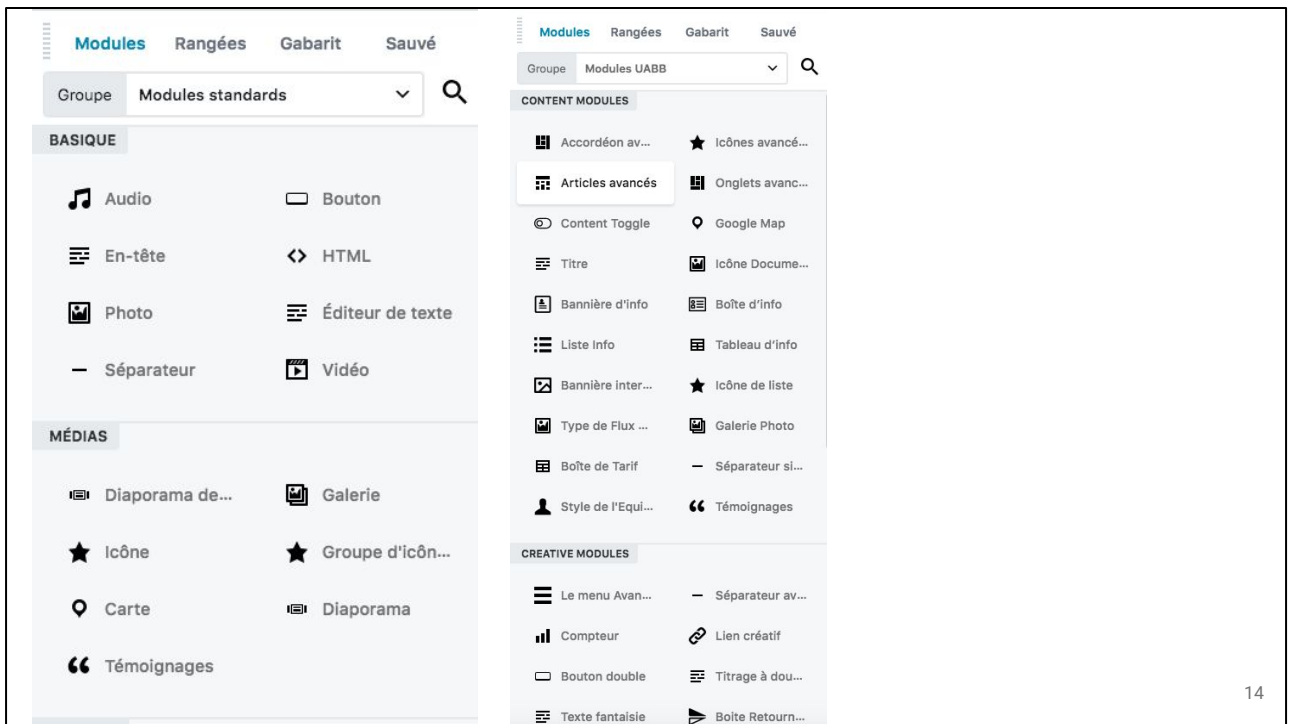 Modules Rangées Gabarit Sauvé
Groupe Modules standards
BASIQUE
Audio Bouton
En-tête HTML
Photo Éditeur de texte
Séparateur Vidéo
MÉDIAS
Diaporama de... Galerie
Icône Groupe d'icôn...
Carte Diaporama
Témoignages
Modules Rangées Gabarit Sauvé
Groupe Modules UABB
CONTENT MODULES
Accordéon av... Icônes avancé...
Articles avancés Onglets avanc...
Content Toggle Google Map
Titre Icône Docume...
Bannière d'info Boîte d'info
Liste Info Tableau d'info
Bannière inter... Icône de liste
Type de Flux ... Galerie Photo
Boîte de Tarif Séparateur si...
Style de l'Equi... Témoignages
CREATIVE MODULES
Le menu Avan... Séparateur av...
Compteur Lien créatif
Bouton double Titrage à dou...
Texte fantaisie Boite Retourn...
14